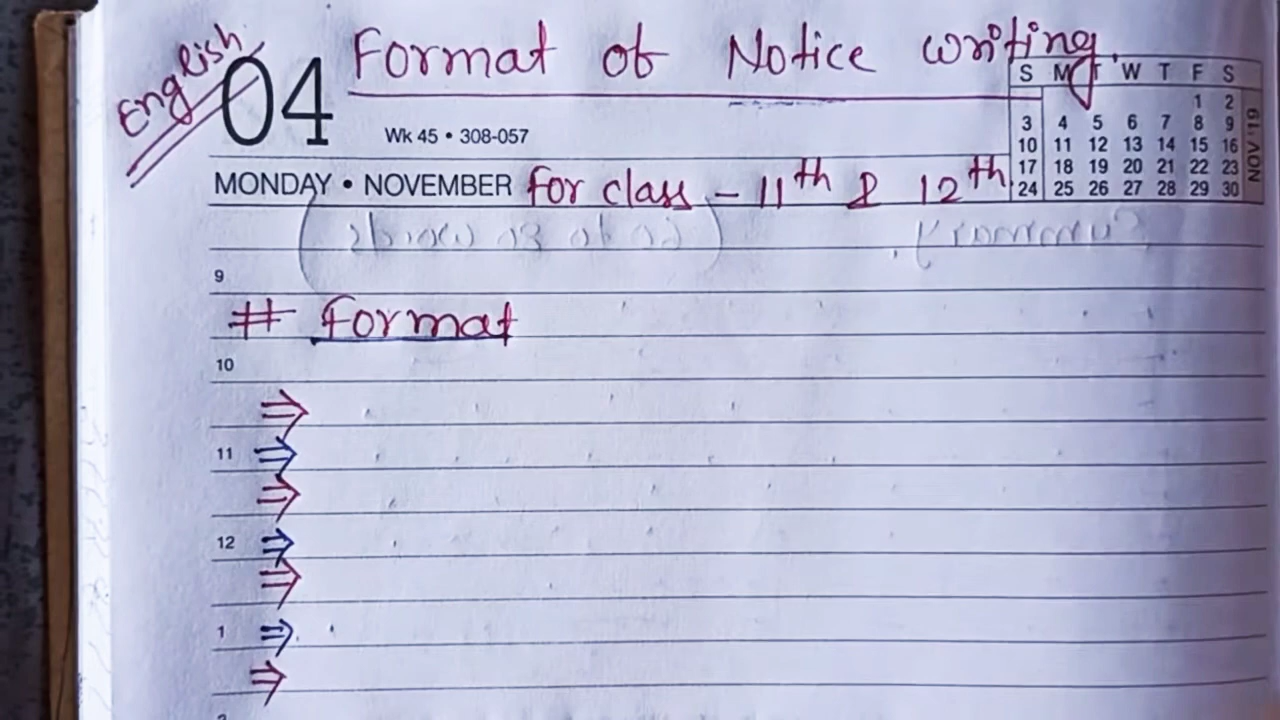 English
Format of Notice writing.
04
Wk 45 • 308-057
S M T W T F S
1 2
3 4 5 6 7 8 9
10 11 12 13 14 15 16
17 18 19 20 21 22 23
24 25 26 27 28 29 30
NOV '19
MONDAY • NOVEMBER for class - 11th & 12th
9
# Format
10
⇒
11 ⇒
⇒
12 ⇒
⇒
1 ⇒
⇒